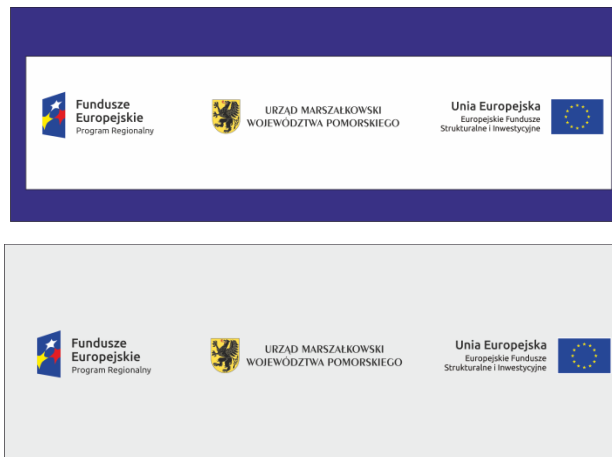 Fundusze
Europejskie
Program Regionalny
URZĄD MARSZAŁKOWSKI
WOJEWÓDZTWA POMORSKIEGO
Unia Europejska
Europejskie Fundusze
Strukturalne i Inwestycyjne
Fundusze
Europejskie
Program Regionalny
URZĄD MARSZAŁKOWSKI
WOJEWÓDZTWA POMORSKIEGO
Unia Europejska
Europejskie Fundusze
Strukturalne i Inwestycyjne